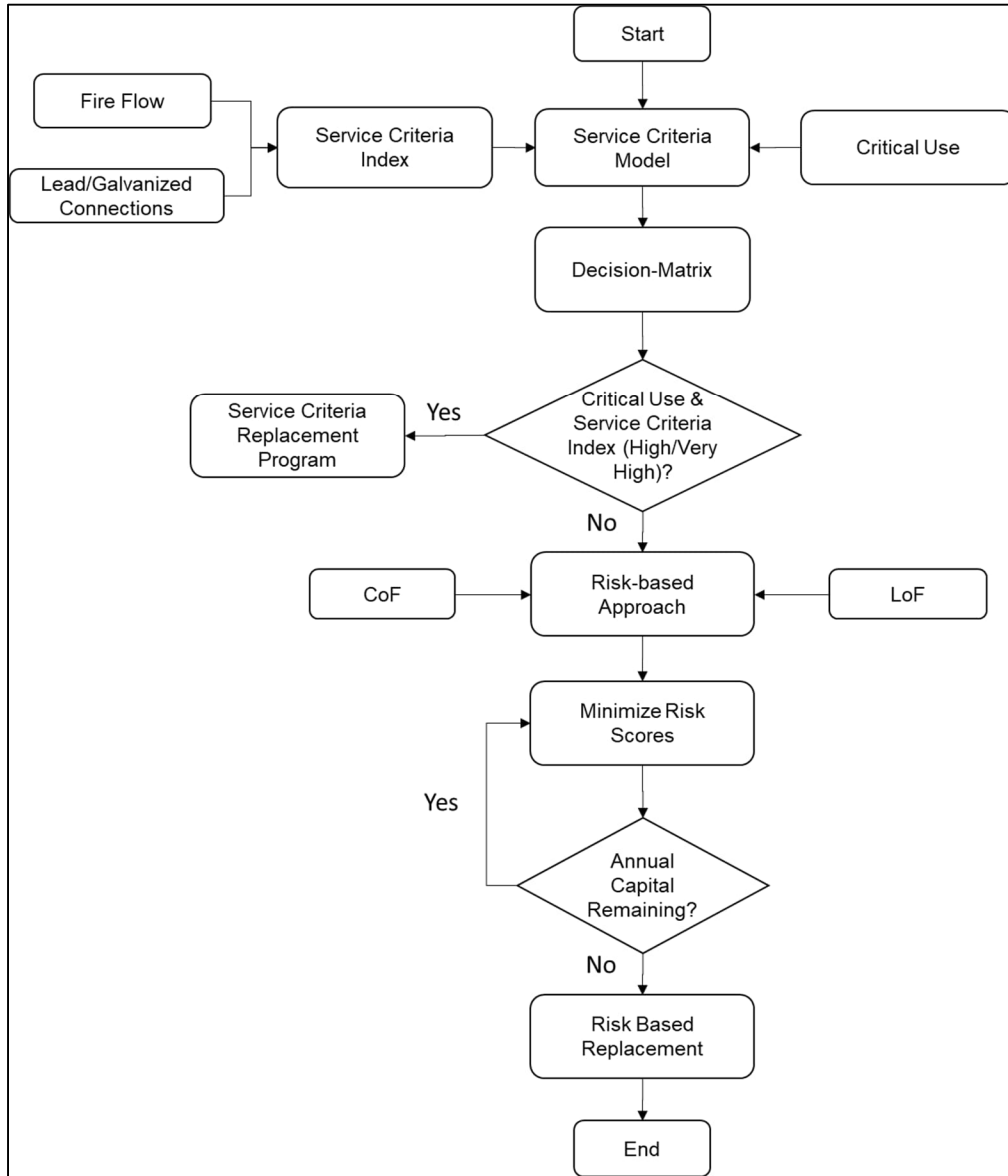 Start
Fire Flow
Service Criteria
Index
Service Criteria
Model
Critical Use
Lead/Galvanized
Connections
Decision-Matrix
Critical Use &
Service Criteria
Index (High/Very
High)?
Yes
Service Criteria
Replacement
Program
No
CoF
Risk-based
Approach
LoF
Minimize Risk
Scores
Yes
Annual
Capital
Remaining?
No
Risk Based
Replacement
End